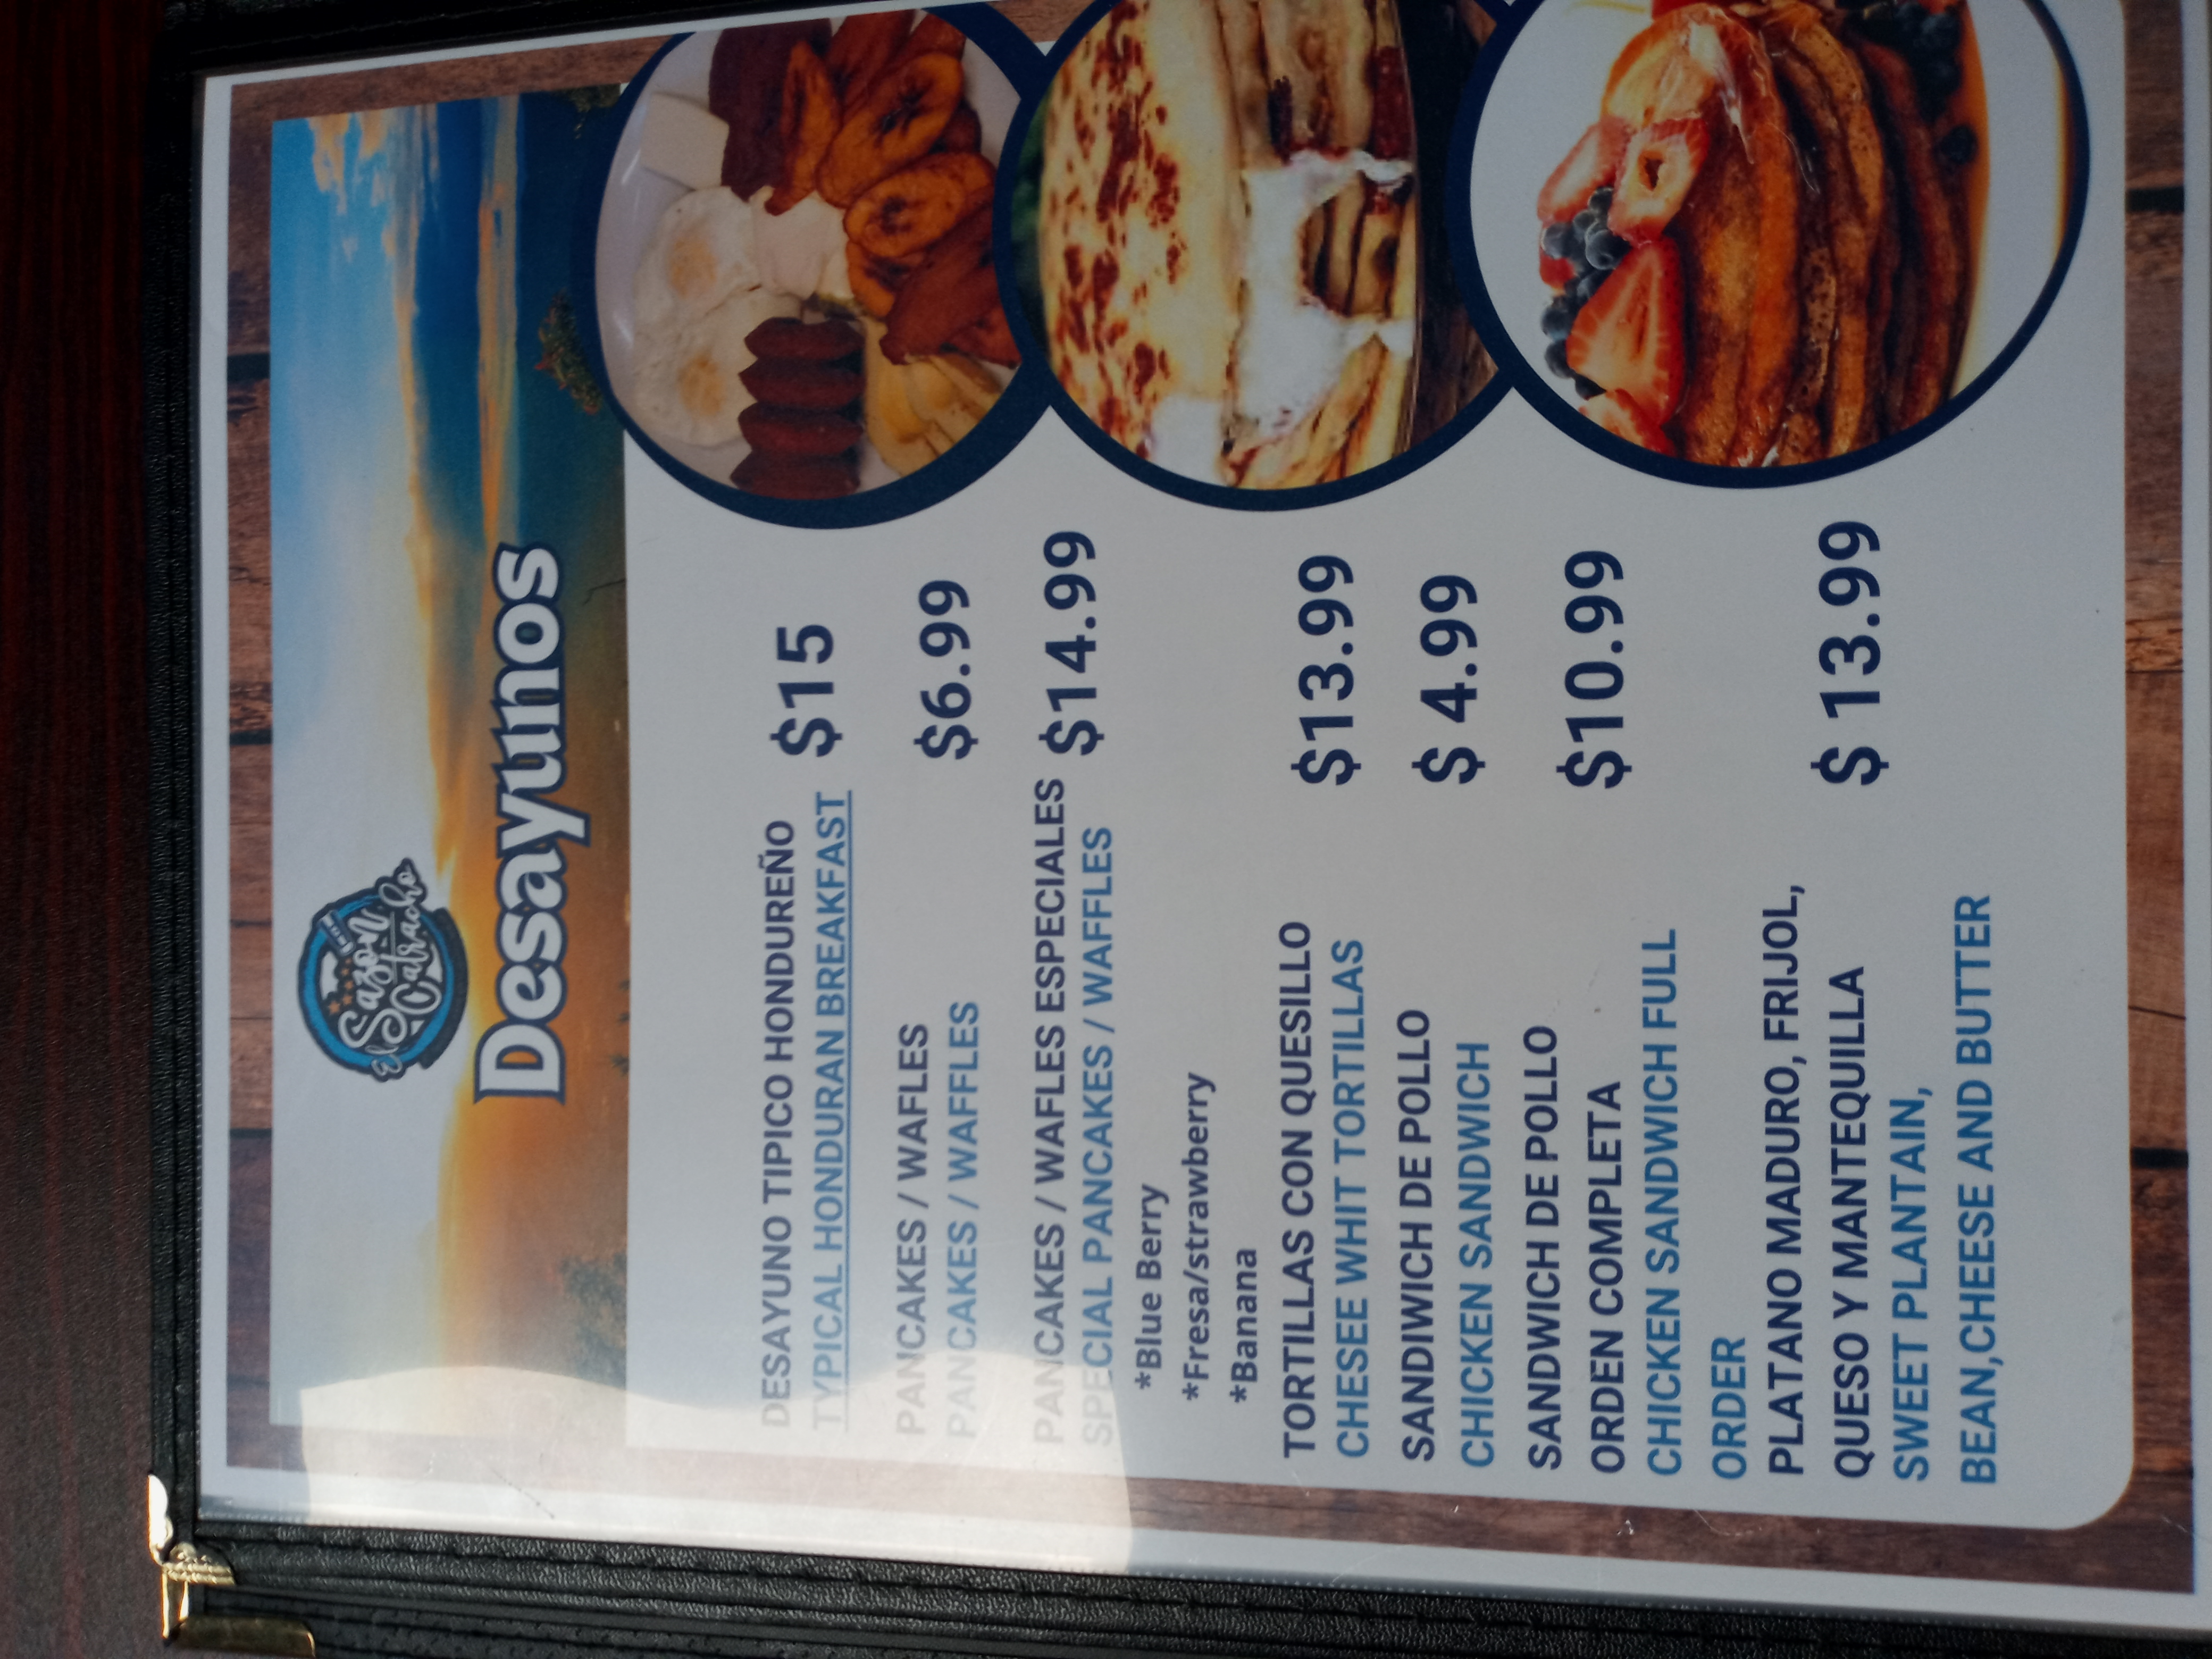 El Sazon
Catracho
Desayunos
DESAYUNO TIPICO HONDUREÑO
TYPICAL HONDURAN BREAKFAST
$15
PANCAKES / WAFLES
PANCAKES / WAFFLES
$6.99
PANCAKES / WAFLES ESPECIALES
SPECIAL PANCAKES / WAFFLES
$14.99
*Blue Berry
*Fresa/strawberry
*Banana
TORTILLAS CON QUESILLO
CHESEE WHIT TORTILLAS
$13.99
SANDIWICH DE POLLO
CHICKEN SANDWICH
$ 4.99
SANDWICH DE POLLO
ORDEN COMPLETA
CHICKEN SANDWICH FULL
ORDER
$10.99
PLATANO MADURO, FRIJOL,
QUESO Y MANTEQUILLA
SWEET PLANTAIN,
BEAN,CHEESE AND BUTTER
$ 13.99